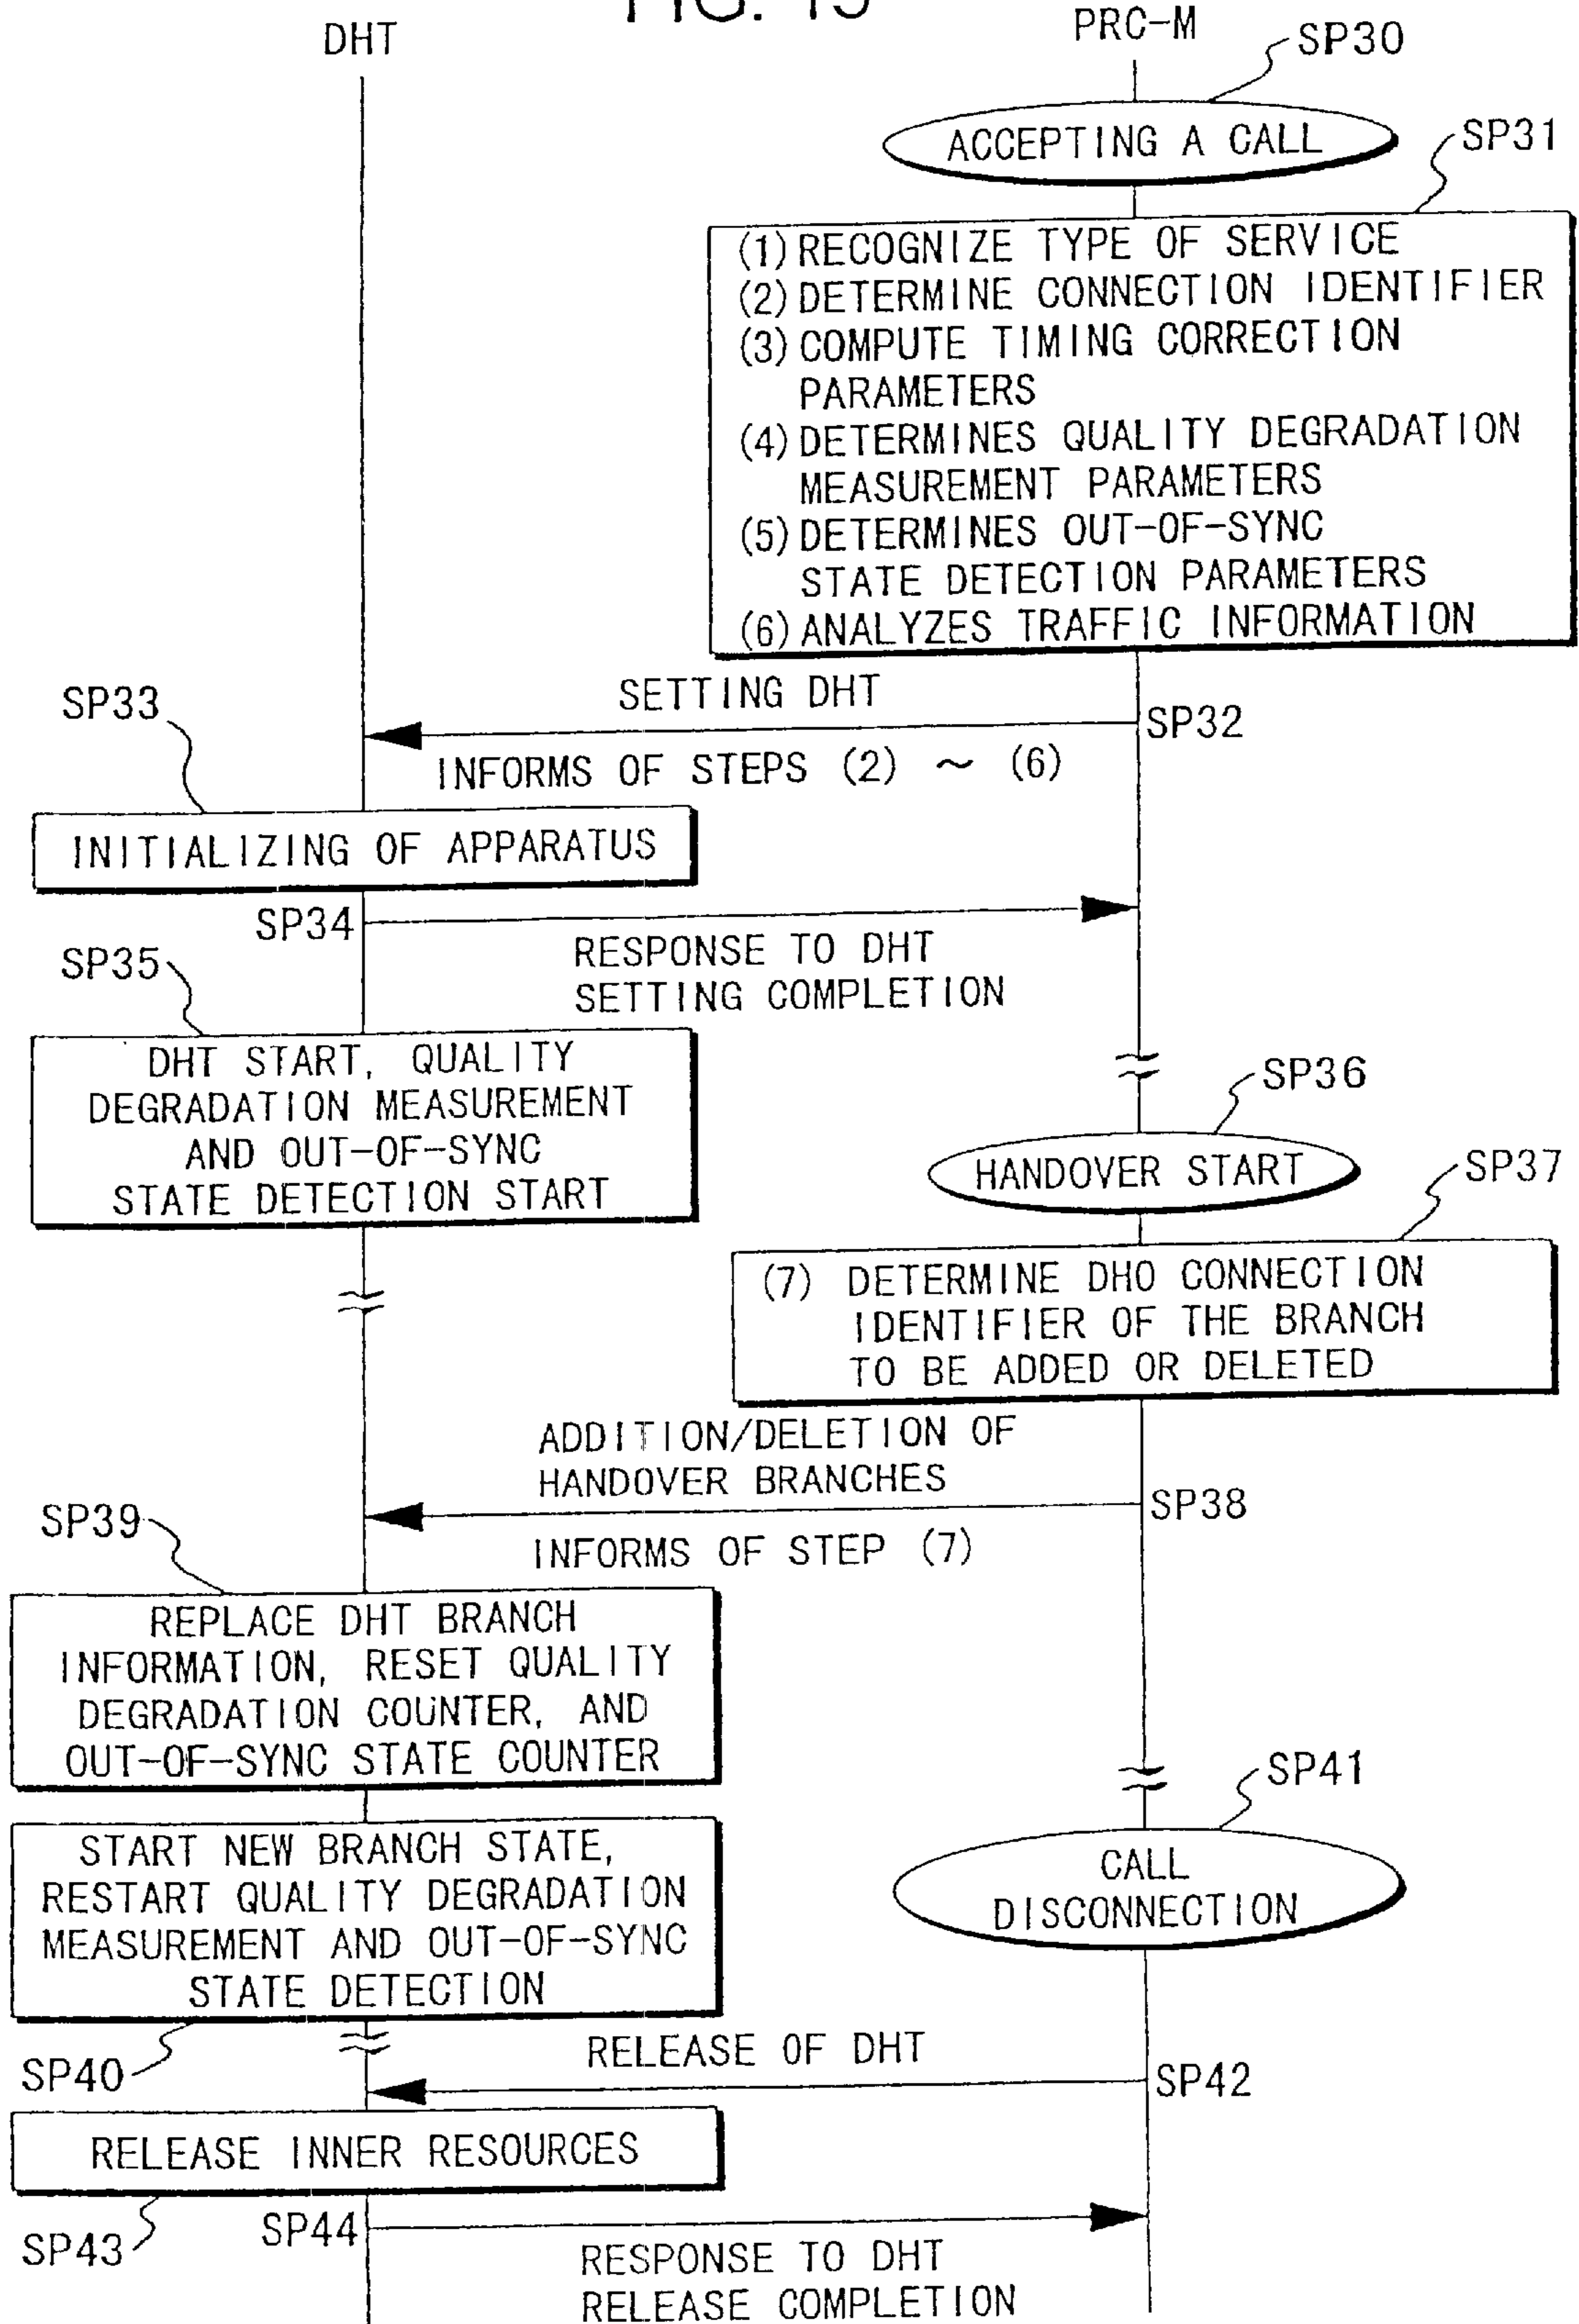 DHT
PRC-M
SP30
ACCEPTING A CALL
SP31
(1) RECOGNIZE TYPE OF SERVICE
(2) DETERMINE CONNECTION IDENTIFIER
(3) COMPUTE TIMING CORRECTION
PARAMETERS
(4) DETERMINES QUALITY DEGRADATION
MEASUREMENT PARAMETERS
(5) DETERMINES OUT-OF-SYNC
STATE DETECTION PARAMETERS
(6) ANALYZES TRAFFIC INFORMATION
SETTING DHT
SP32
INFORMS OF STEPS (2) ~ (6)
SP33
INITIALIZING OF APPARATUS
SP34
RESPONSE TO DHT
SETTING COMPLETION
SP35
DHT START, QUALITY
DEGRADATION MEASUREMENT
AND OUT-OF-SYNC
STATE DETECTION START
SP36
HANDOVER START
SP37
(7) DETERMINE DHO CONNECTION
IDENTIFIER OF THE BRANCH
TO BE ADDED OR DELETED
ADDITION/DELETION OF
HANDOVER BRANCHES
SP38
INFORMS OF STEP (7)
SP39
REPLACE DHT BRANCH
INFORMATION, RESET QUALITY
DEGRADATION COUNTER, AND
OUT-OF-SYNC STATE COUNTER
START NEW BRANCH STATE,
RESTART QUALITY DEGRADATION
MEASUREMENT AND OUT-OF-SYNC
STATE DETECTION
SP40
SP41
CALL
DISCONNECTION
RELEASE OF DHT
SP42
RELEASE INNER RESOURCES
SP43
SP44
RESPONSE TO DHT
RELEASE COMPLETION